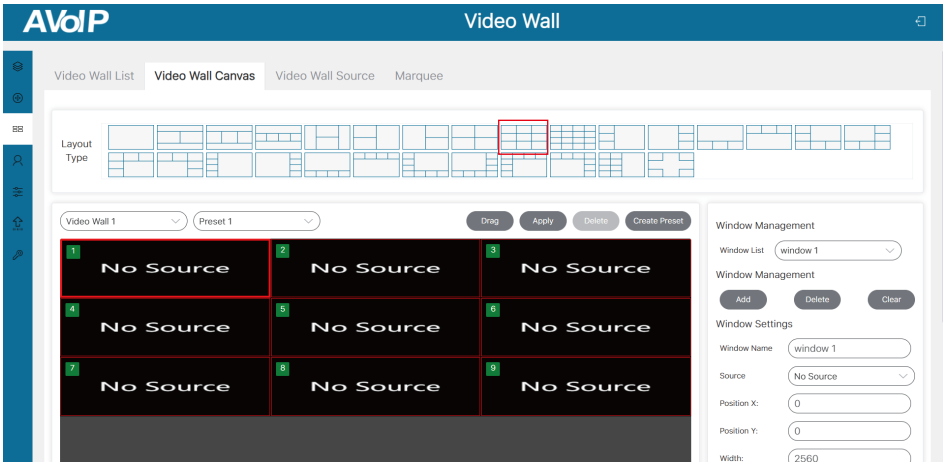 AVoIP
Video Wall
Video Wall List
Video Wall Canvas
Video Wall Source
Marquee
Layout
Type
Video Wall 1
Preset 1
Drag
Apply
Delete
Create Preset
1
No Source
2
No Source
3
No Source
4
No Source
5
No Source
6
No Source
7
No Source
8
No Source
9
No Source
Window Management
Window List
window 1
Window Management
Add
Delete
Clear
Window Settings
Window Name
window 1
Source
No Source
Position X:
0
Position Y:
0
Width:
2560